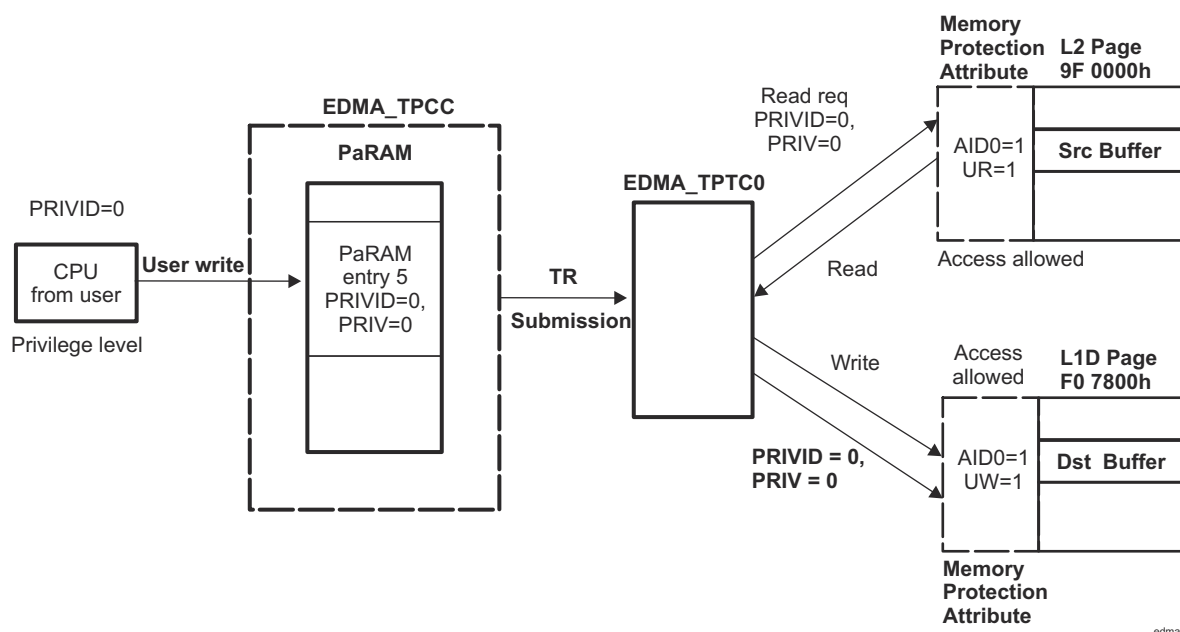 EDMA_TPCC
PaRAM
PRIVID=0
CPU
from user
Privilege level
User write
PaRAM
entry 5
PRIVID=0,
PRIV=0
TR
Submission
EDMA_TPTC0
Read req
PRIVID=0,
PRIV=0
Read
Memory
Protection
Attribute
L2 Page
9F 0000h
AID0=1
UR=1
Src Buffer
Access allowed
Write
PRIVID = 0,
PRIV = 0
Access
allowed
L1D Page
F0 7800h
AID0=1
UW=1
Dst Buffer
Memory
Protection
Attribute
edma